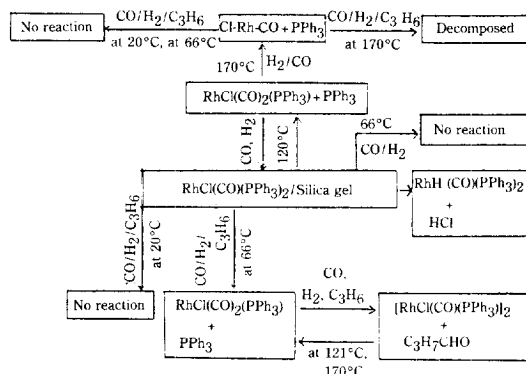 No reaction
CO/H2/C3H6
at 20°C, at 66°C
Cl-Rh-CO + PPh3
CO/H2/C3 H6
at 170°C
Decomposed
170°C
H2/CO
RhCl(CO)2(PPh3) + PPh3
CO, H2
120°C
66°C
CO/H2
No reaction
RhCl(CO)(PPh3)2/Silica gel
RhH (CO)(PPh3)2
+
HCl
CO/H2/C3H6
at 20°C
CO/H2/
C3H6
at 66°C
No reaction
RhCl(CO)2(PPh3)
+
PPh3
CO,
H2, C3H6
at 121°C,
170°C
[RhCl(CO)(PPh3)]2
+
C3H7CHO